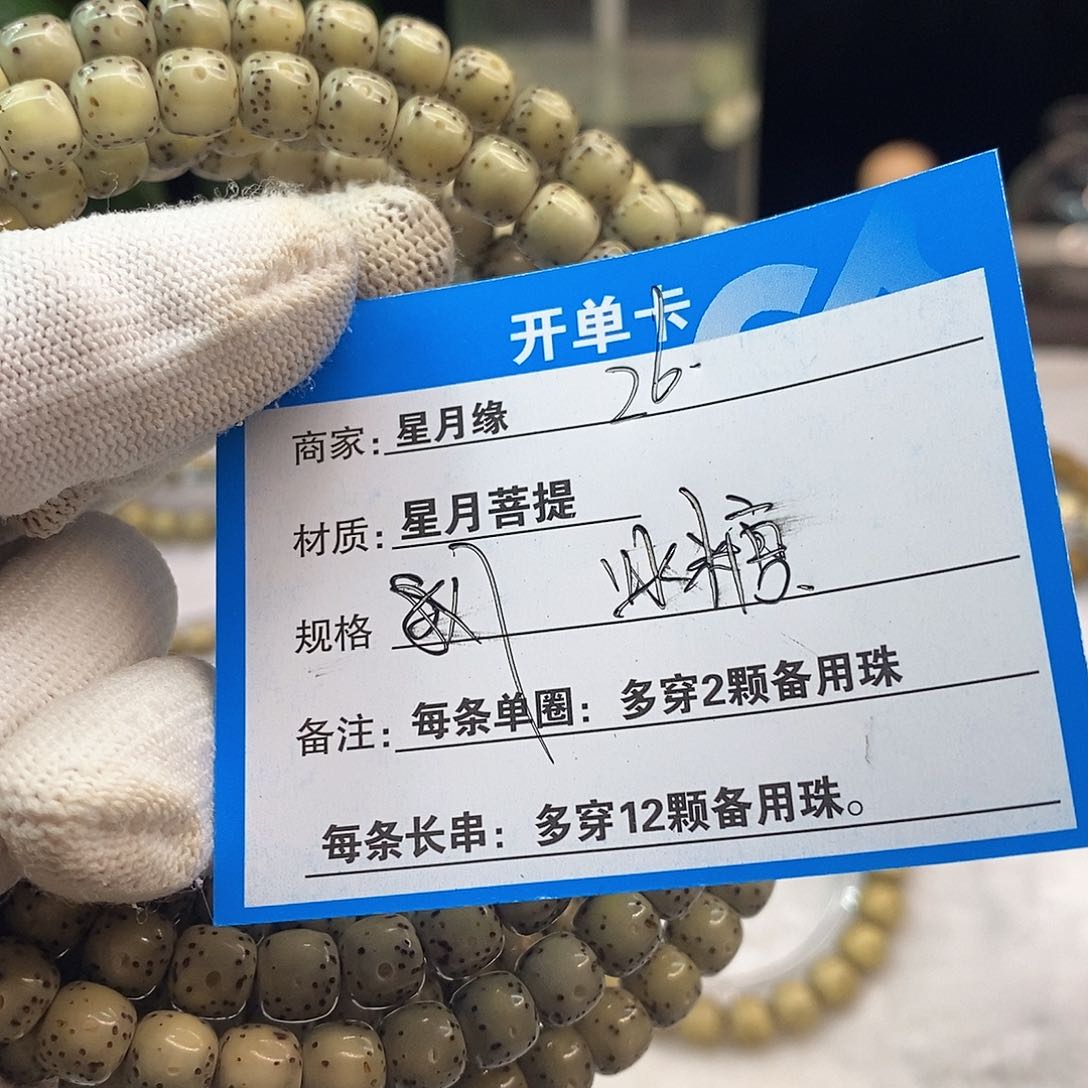 开单卡
商家：星月缘 26.
材质：星月菩提
规格 冰糖
备注：每条单圈：多穿2颗备用珠
每条长串：多穿12颗备用珠。